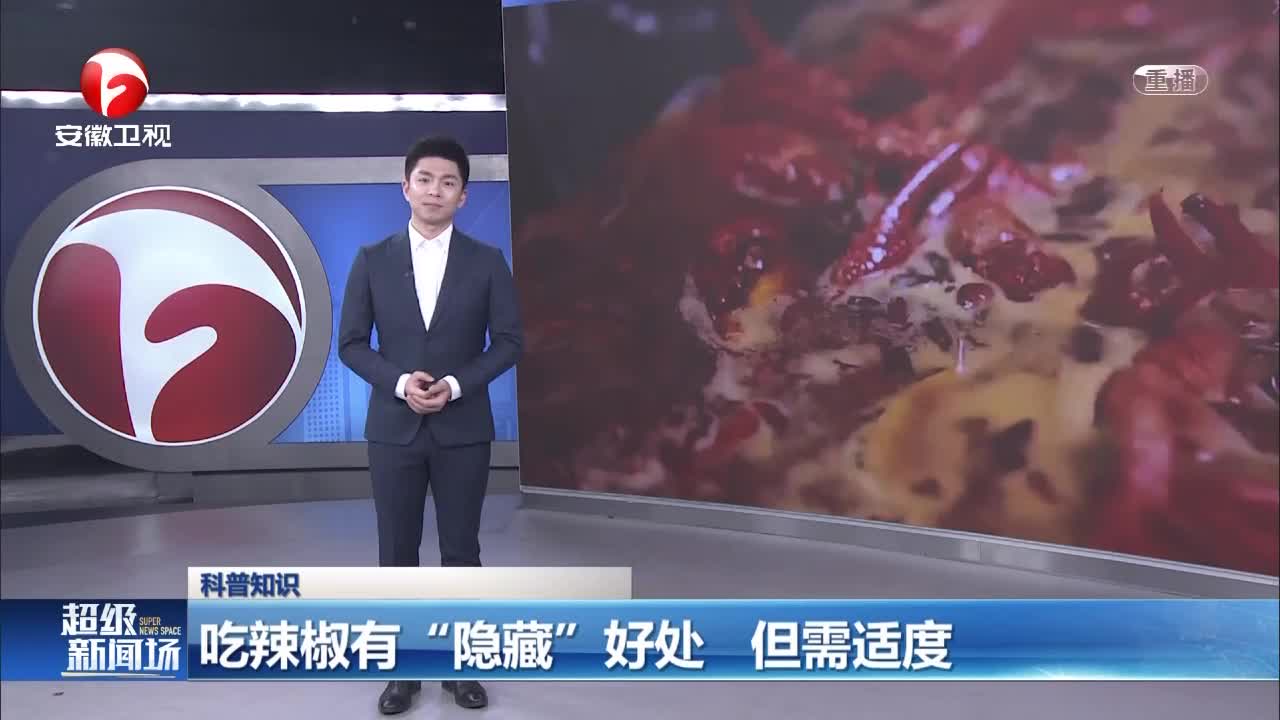 安徽卫视
重播
科普知识
超级新闻场
SUPER
NEWS SPACE
吃辣椒有“隐藏”好处 但需适度